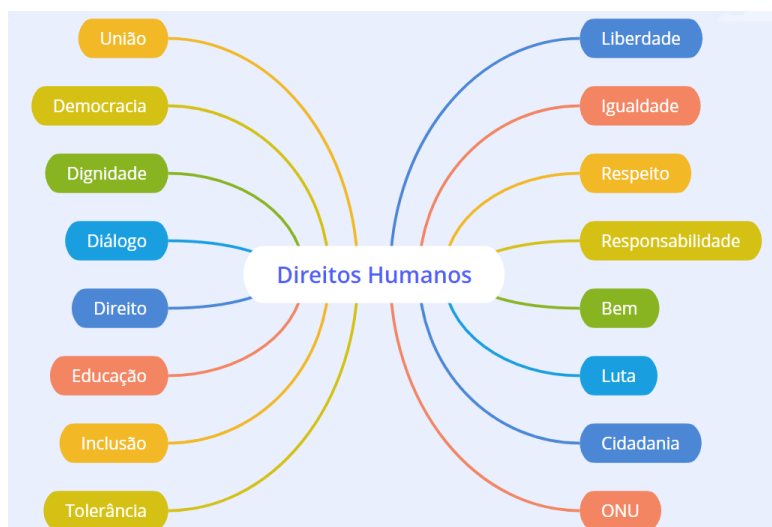 União
Democracia
Dignidade
Diálogo
Direito
Educação
Inclusão
Tolerância
Direitos Humanos
Liberdade
Igualdade
Respeito
Responsabilidade
Bem
Luta
Cidadania
ONU